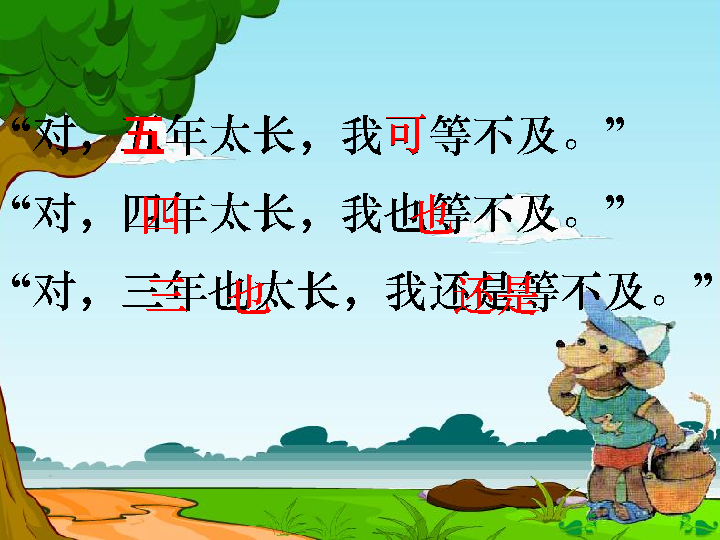 “对，五年太长，我可等不及。”
“对，四年太长，我也等不及。”
“对，三年也太长，我还是等不及。”